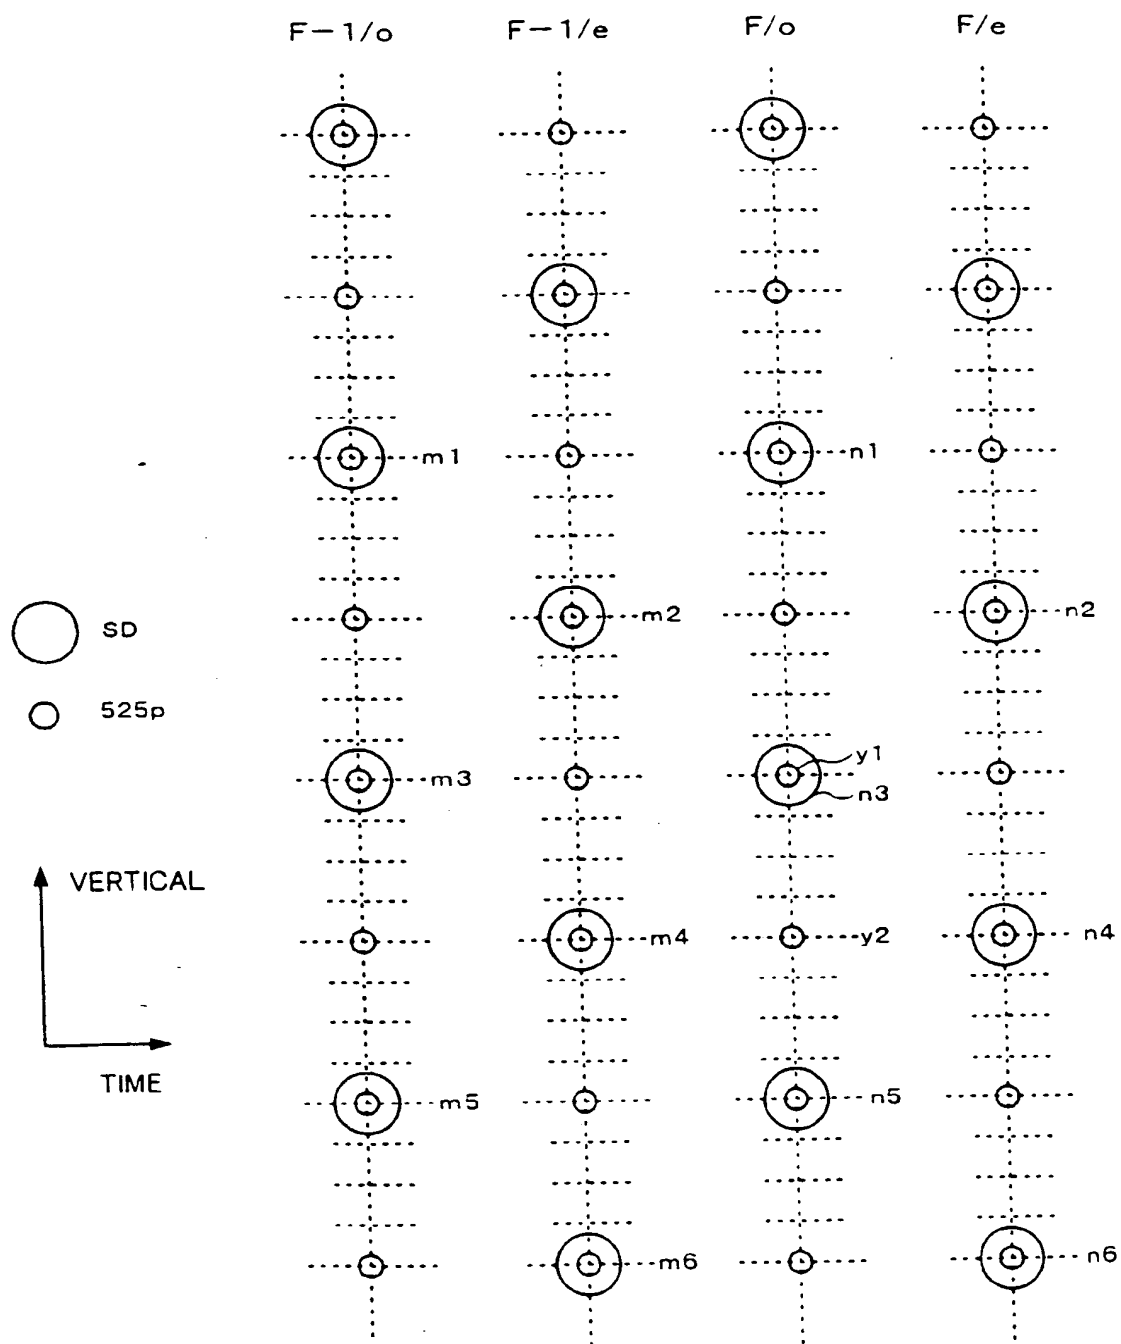 F-1/o F-1/e F/o F/e
m1 n1
m2 n2
SD
525p
m3 y1
n3
VERTICAL
m4 y2 n4
TIME
m5 n5
m6 n6